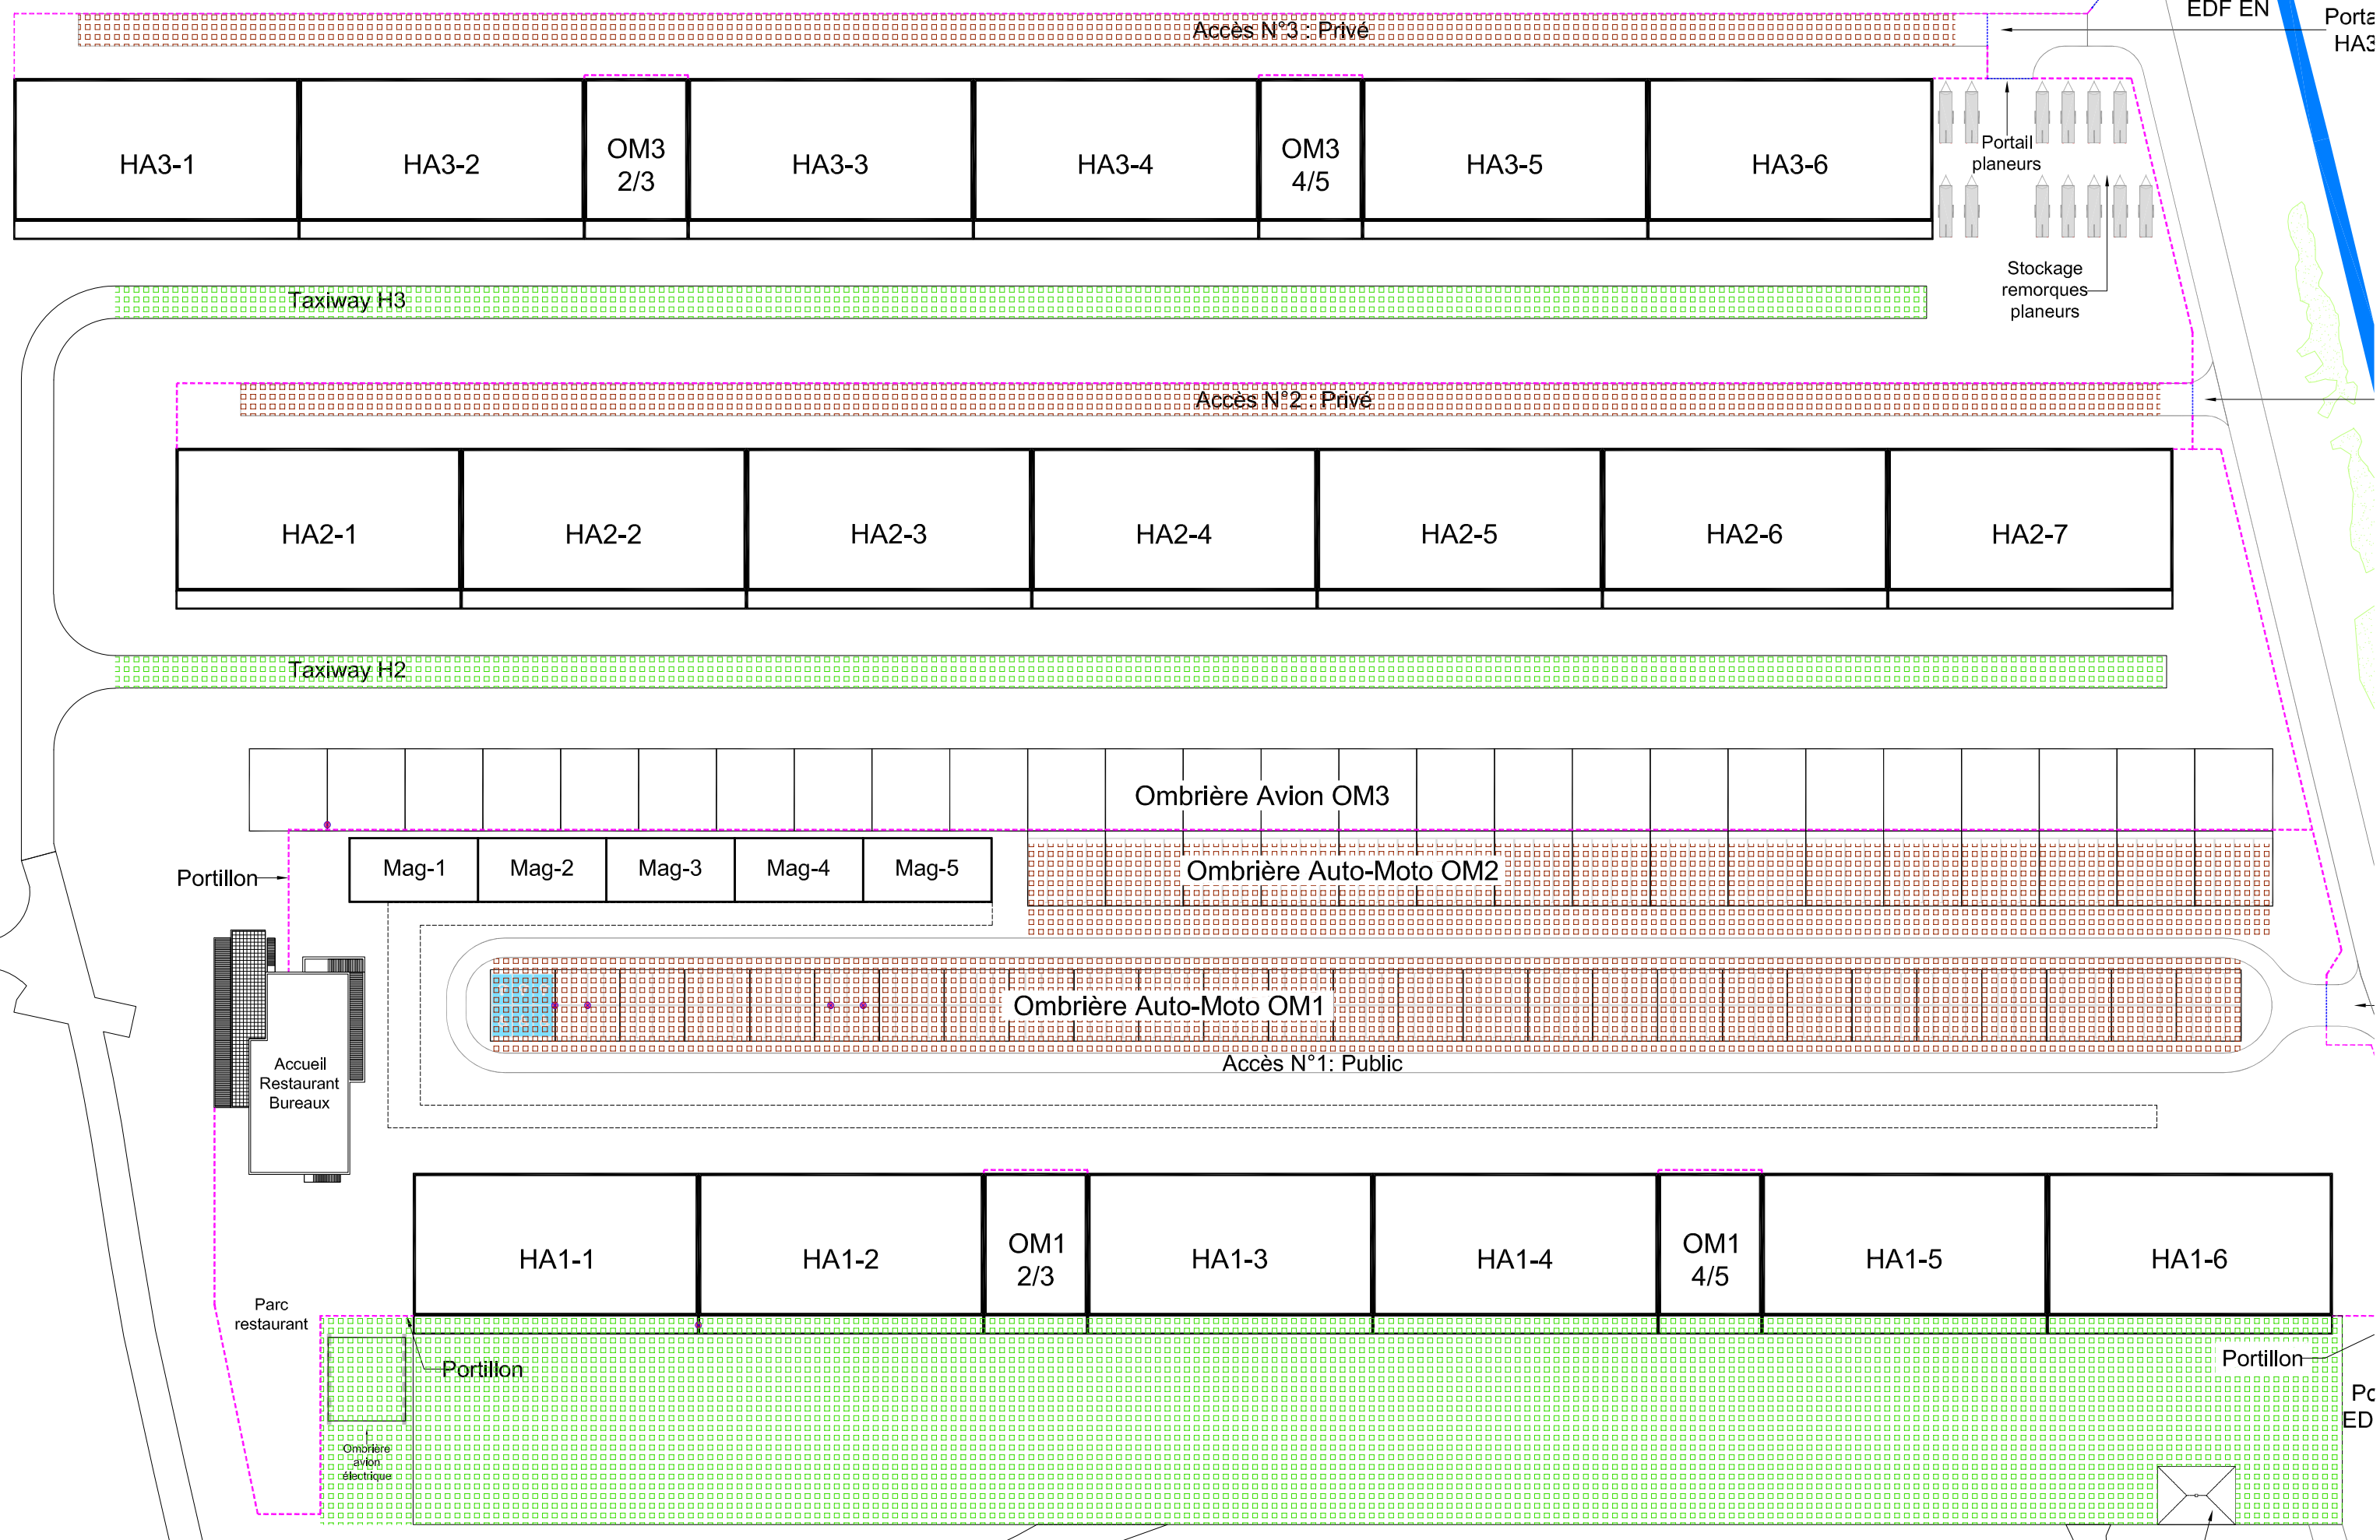 EDF EN
Accès N°3 : Privé
HA3-1
HA3-2
OM3
2/3
HA3-3
HA3-4
OM3
4/5
HA3-5
HA3-6
Portail
planeurs
Stockage
remorques
planeurs
Taxiway H3
Accès N°2 : Privé
HA2-1
HA2-2
HA2-3
HA2-4
HA2-5
HA2-6
HA2-7
Taxiway H2
Ombrière Avion OM3
Mag-1
Mag-2
Mag-3
Mag-4
Mag-5
Ombrière Auto-Moto OM2
Portillon
Ombrière Auto-Moto OM1
Accès N°1: Public
Accueil
Restaurant
Bureaux
HA1-1
HA1-2
OM1
2/3
HA1-3
HA1-4
OM1
4/5
HA1-5
HA1-6
Parc
restaurant
Portillon
Portillon
Ombrière
avion
électrique